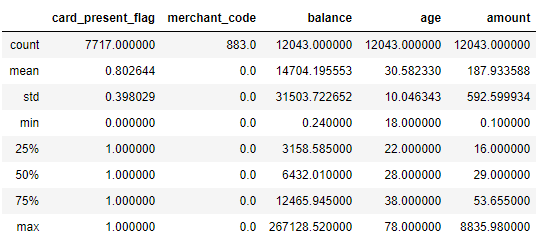 card_present_flag merchant_code balance age amount
count 7717.000000 883.0 12043.000000 12043.000000 12043.000000
mean 0.802644 0.0 14704.195553 30.582330 187.933588
std 0.398029 0.0 31503.722652 10.046343 592.599934
min 0.000000 0.0 0.240000 18.000000 0.100000
25% 1.000000 0.0 3158.585000 22.000000 16.000000
50% 1.000000 0.0 6432.010000 28.000000 29.000000
75% 1.000000 0.0 12465.945000 38.000000 53.655000
max 1.000000 0.0 267128.520000 78.000000 8835.980000